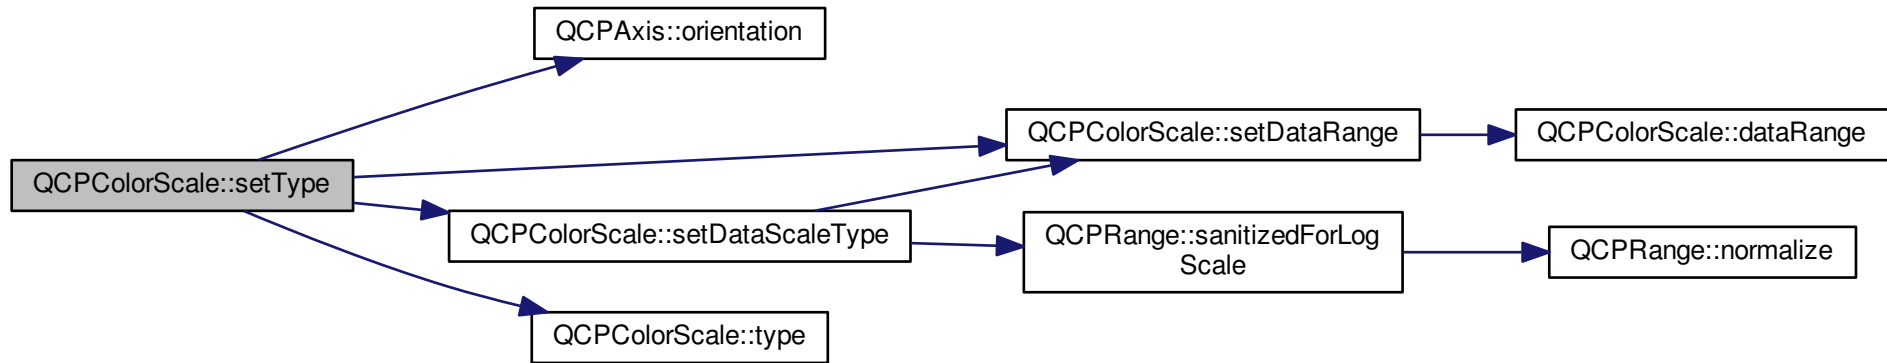 QCPAxis::orientation
QCPColorScale::setDataRange
QCPColorScale::dataRange
QCPColorScale::setType
QCPColorScale::setDataScaleType
QCPRange::sanitizedForLog
Scale
QCPRange::normalize
QCPColorScale::type